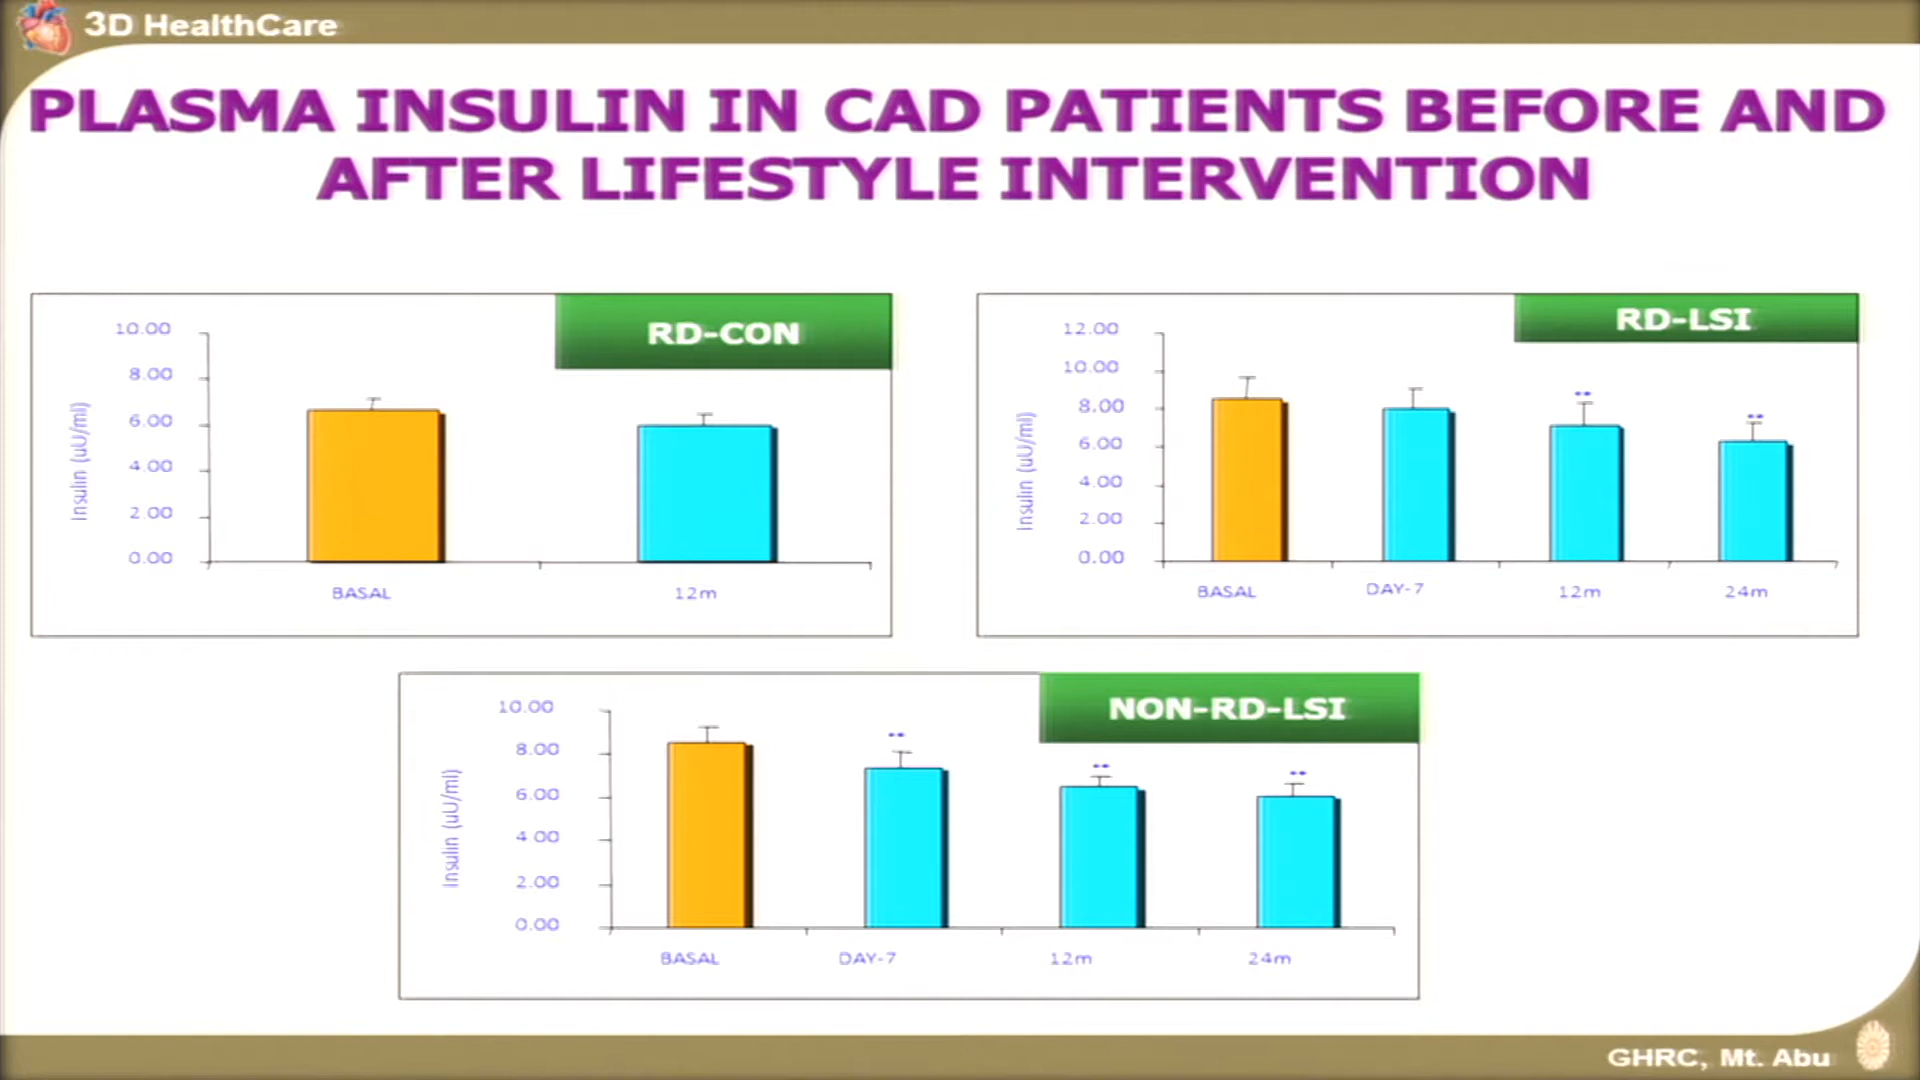 3D HealthCare
PLASMA INSULIN IN CAD PATIENTS BEFORE AND
AFTER LIFESTYLE INTERVENTION
RD-CON
10.00
8.00
6.00
4.00
2.00
0.00
Insulin (uU/ml)
BASAL 12m
RD-LSI
12.00
10.00
8.00
6.00
4.00
2.00
0.00
Insulin (uU/ml)
**
**
BASAL DAY-7 12m 24m
NON-RD-LSI
10.00
8.00
6.00
4.00
2.00
0.00
Insulin (uU/ml)
**
**
**
BASAL DAY-7 12m 24m
GHRC, Mt. Abu